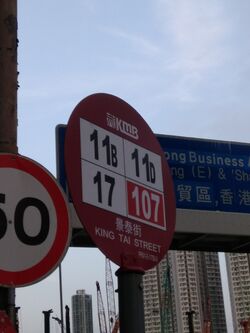 KMB
11B 11D
17 107
景泰街
KING TAI STREET
50
ong Business
ng (E) & 'Sh
貿區,香港